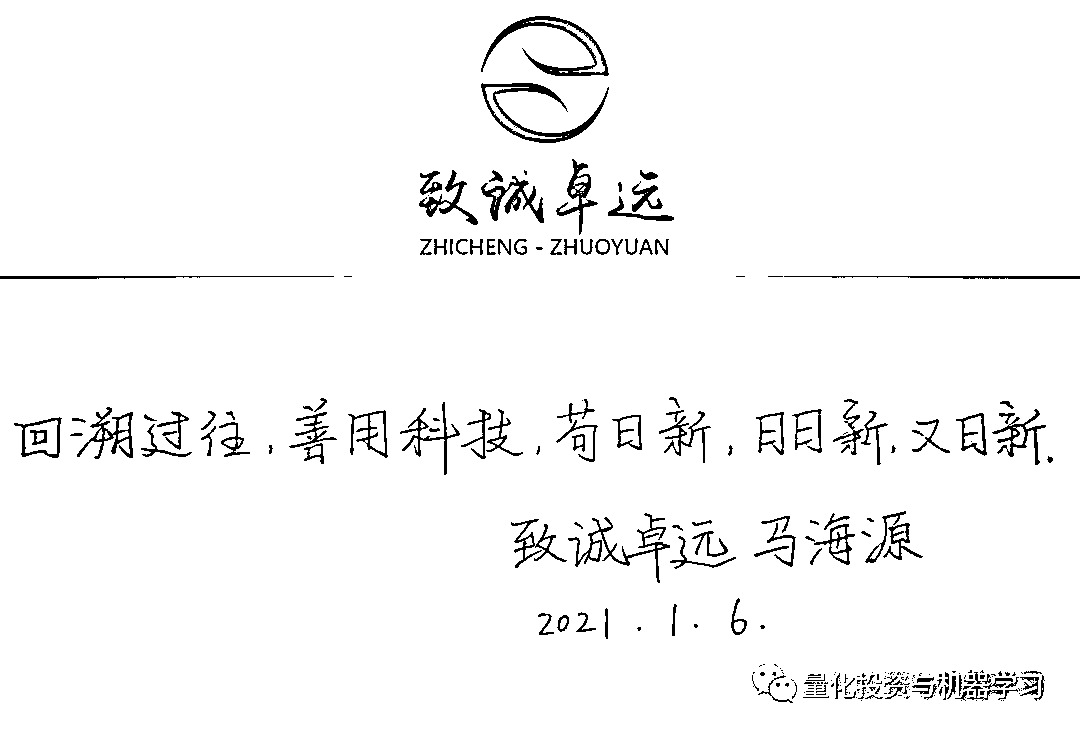 致诚卓远
ZHICHENG - ZHUOYUAN
回溯过往,善用科技,苟日新,日日新,又日新.
致诚卓远 马海源
2021.1.6.
量化投资与机器学习